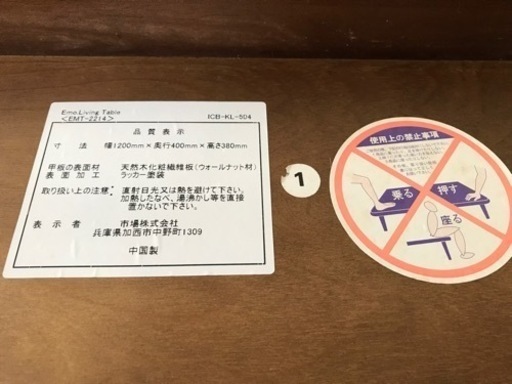 Emo.Living Table
<EMT-2214>
ICB-KL-504
品質表示
寸法 幅1200mm×奥行400mm×高さ380mm
甲板の表面材 天然木化粧繊維板(ウォールナット材)
表面加工 ラッカー塗装
取り扱い上の注意 直射日光又は熱を避けて下さい。
加熱したなべ、湯沸かし等を直接
置かないで下さい。
表示者 市場株式会社
兵庫県加西市中野町1309
中国製
1
使用上の禁止事項
乗る
押す
座る